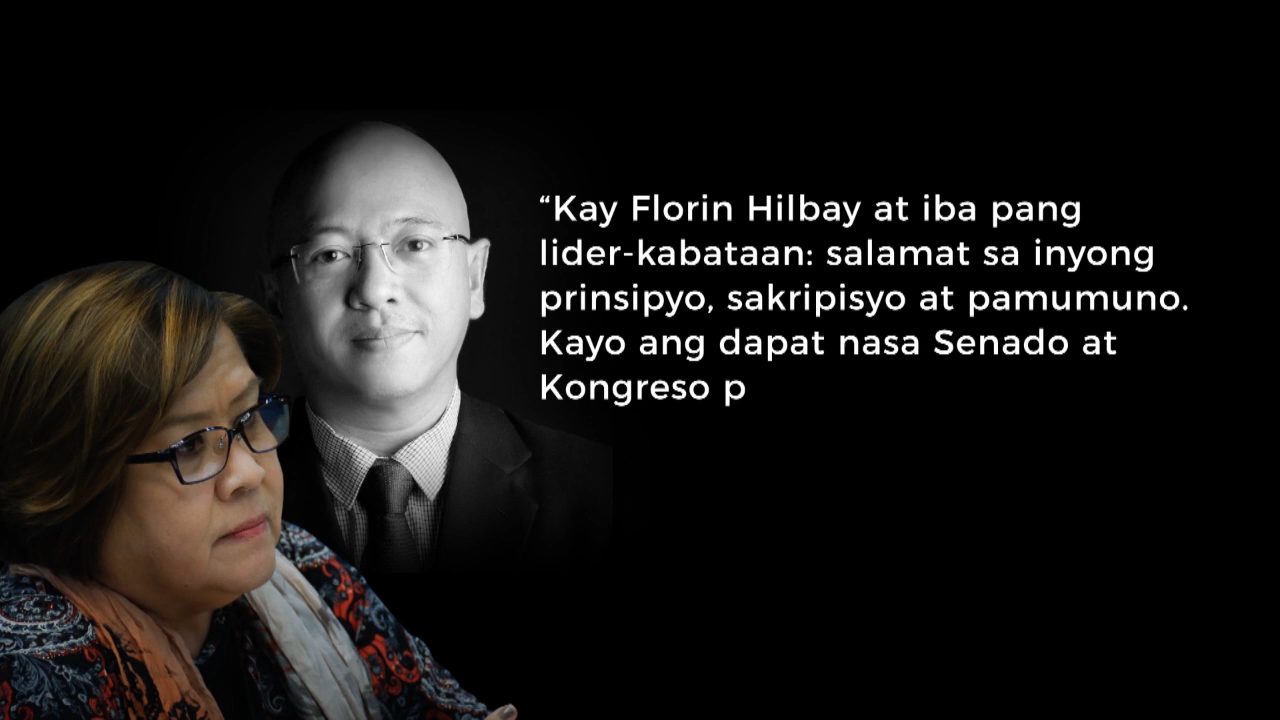 “Kay Florin Hilbay at iba pang
lider-kabataan: salamat sa inyong
prinsipyo, sakripisyo at pamumuno.
Kayo ang dapat nasa Senado at
Kongreso p